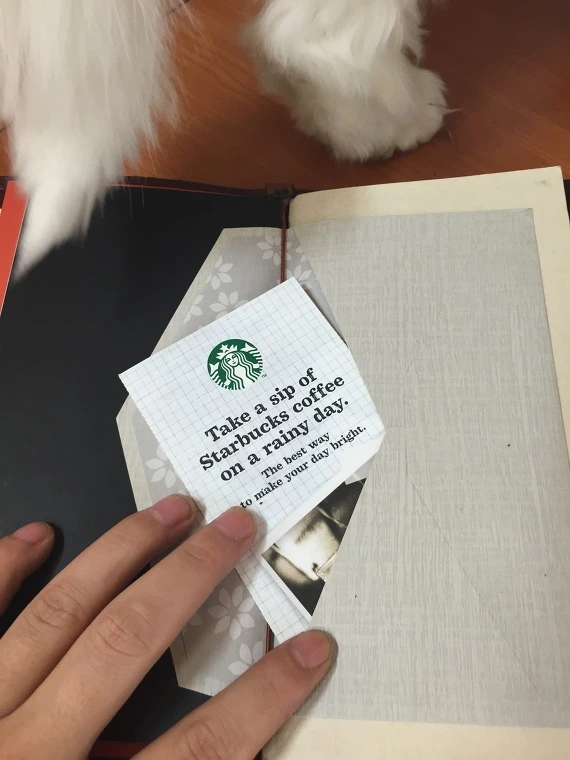 Take a sip of
Starbucks coffee
on a rainy day.
The best way
to make your day bright.